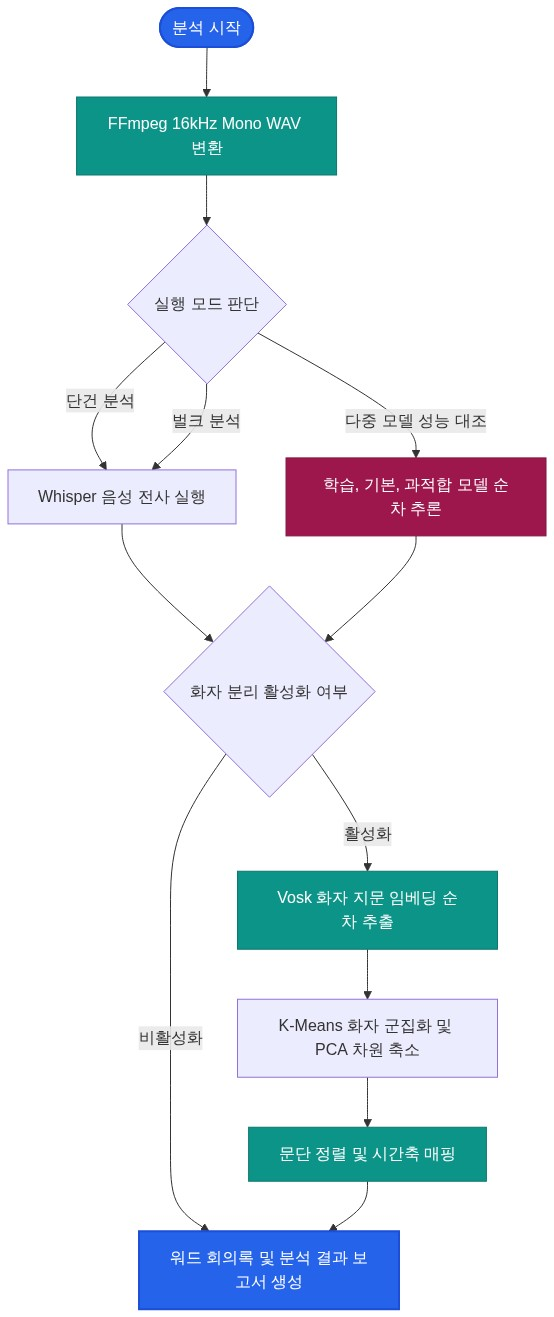 분석 시작
FFmpeg 16kHz Mono WAV
변환
실행 모드 판단
단건 분석
벌크 분석
다중 모델 성능 대조
Whisper 음성 전사 실행
학습, 기본, 과적합 모델 순
차 추론
화자 분리 활성화 여부
활성화
Vosk 화자 지문 임베딩 순
차 추출
K-Means 화자 군집화 및
PCA 차원 축소
비활성화
문단 정렬 및 시간축 매핑
워드 회의록 및 분석 결과 보
고서 생성